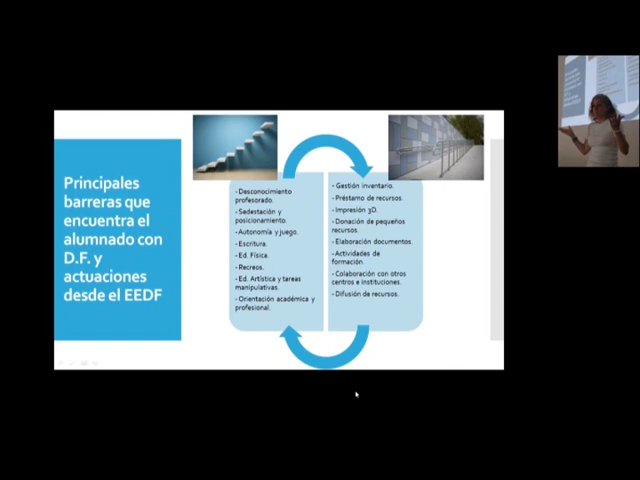 Principales
barreras que
encuentra el
alumnado con
D.F. y
actuaciones
desde el EEDF
- Desconocimiento
profesorado.
- Sedestación y
posicionamiento.
- Autonomía y juego.
- Escritura.
- Ed. Física.
- Recreos.
- Ed. Artística y tareas
manipulativas.
- Orientación académica y
profesional.
- Gestión inventario.
- Préstamo de recursos.
- Impresión 3D.
- Donación de pequeños
recursos.
- Elaboración documentos.
- Actividades de
formación.
- Colaboración con otros
centros e instituciones.
- Difusión de recursos.